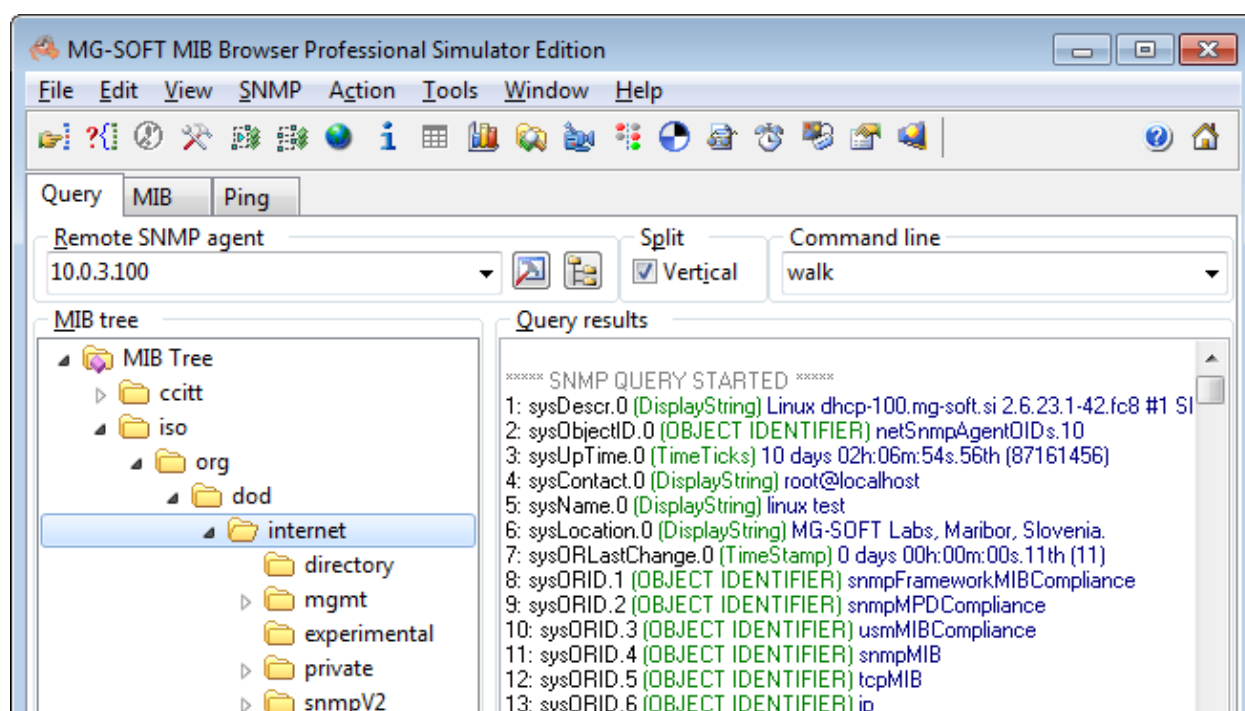 MG-SOFT MIB Browser Professional Simulator Edition
File Edit View SNMP Action Tools Window Help
Query MIB Ping
Remote SNMP agent Split Command line
10.0.3.100 Vertical walk
MIB tree Query results
MIB Tree
ccitt
iso
org
dod
internet
directory
mgmt
experimental
private
snmpV2
***** SNMP QUERY STARTED *****
1: sysDescr.0 (DisplayString) Linux dhcp-100.mg-soft.si 2.6.23.1-42.fc8 #1 SI
2: sysObjectID.0 (OBJECT IDENTIFIER) netSnmpAgentOIDs.10
3: sysUpTime.0 (TimeTicks) 10 days 02h:06m:54s.56th (87161456)
4: sysContact.0 (DisplayString) root@localhost
5: sysName.0 (DisplayString) linux test
6: sysLocation.0 (DisplayString) MG-SOFT Labs, Maribor, Slovenia.
7: sysORLastChange.0 (TimeStamp) 0 days 00h:00m:00s.11th (11)
8: sysORID.1 (OBJECT IDENTIFIER) snmpFrameworkMIBCompliance
9: sysORID.2 (OBJECT IDENTIFIER) snmpMPDCompliance
10: sysORID.3 (OBJECT IDENTIFIER) usmMIBCompliance
11: sysORID.4 (OBJECT IDENTIFIER) snmpMIB
12: sysORID.5 (OBJECT IDENTIFIER) tcpMIB
13: sysORID.6 (OBJECT IDENTIFIER) ip